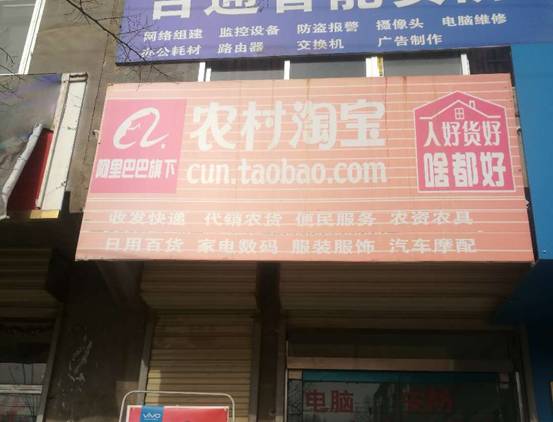 网络组建 监控设备 防盗报警 摄像头 电脑维修
办公耗材 路由器 交换机 广告制作
农村淘宝
cun.taobao.com
阿里巴巴旗下
人好货好
啥都好
收发快递 代销农货 便民服务 农资农具
日用百货 家电数码 服装服饰 汽车摩配
电脑
vivo